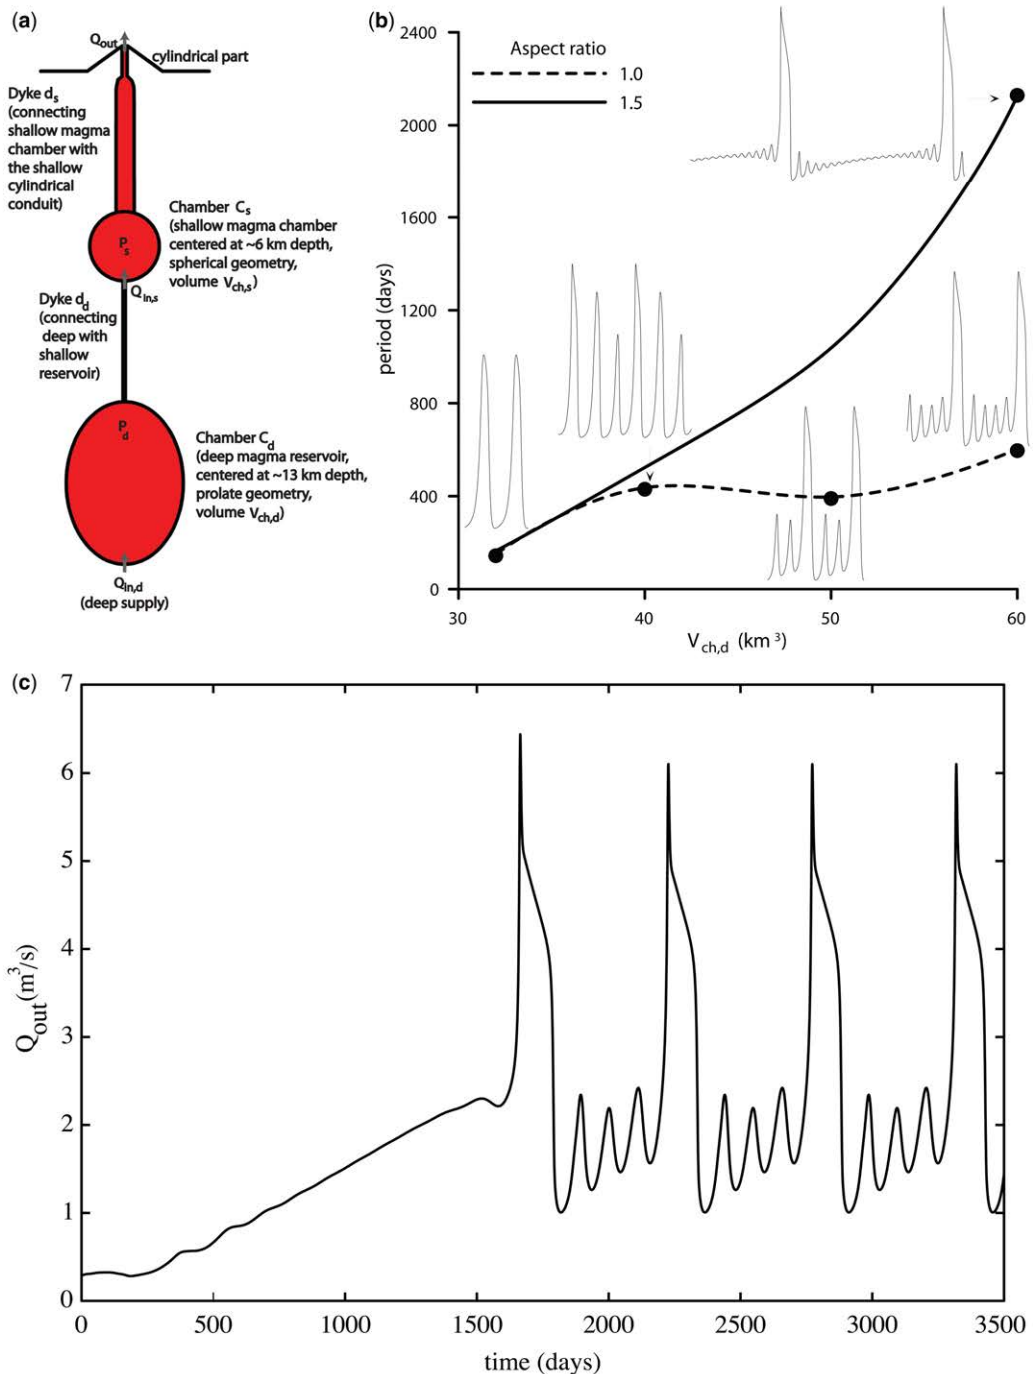 (a)
Q_out
cylindrical part
Dyke d_s
(connecting
shallow magma
chamber with
the shallow
cylindrical
conduit)
Chamber C_s
(shallow magma chamber
centered at ~6 km depth,
spherical geometry,
volume V_ch,s)
P_s
Q_in,s
Dyke d_d
(connecting
deep with
shallow
reservoir)
P_d
Chamber C_d
(deep magma reservoir,
centered at ~13 km depth,
prolate geometry,
volume V_ch,d)
Q_in,d
(deep supply)
(b)
2400
2000
1600
1200
800
400
0
period (days)
Aspect ratio
1.0
1.5
30 40 50 60
V_ch,d (km³)
(c)
7
6
5
4
3
2
1
0
Q_out (m³/s)
0 500 1000 1500 2000 2500 3000 3500
time (days)